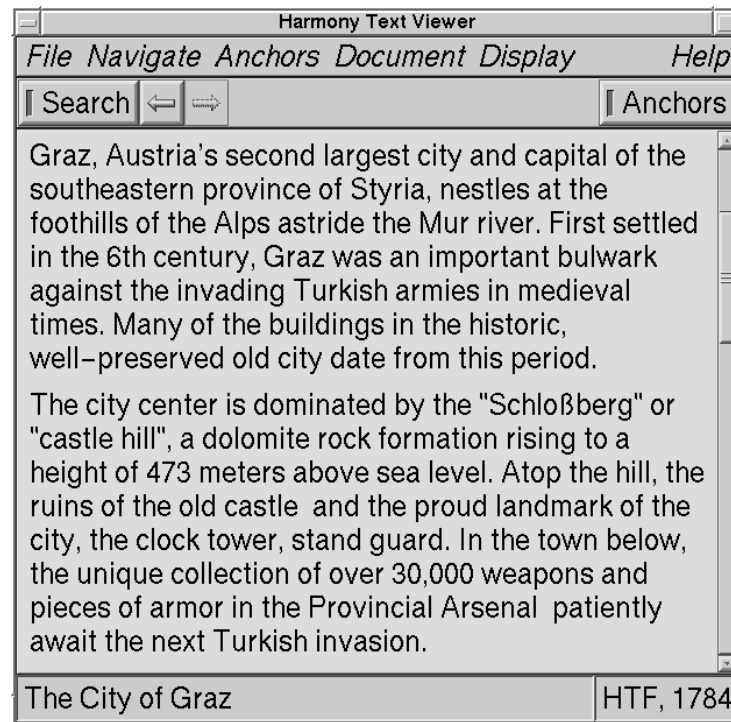 Harmony Text Viewer
File Navigate Anchors Document Display Help
Search Anchors
Graz, Austria's second largest city and capital of the
southeastern province of Styria, nestles at the
foothills of the Alps astride the Mur river. First settled
in the 6th century, Graz was an important bulwark
against the invading Turkish armies in medieval
times. Many of the buildings in the historic,
well–preserved old city date from this period.
The city center is dominated by the "Schloßberg" or
"castle hill", a dolomite rock formation rising to a
height of 473 meters above sea level. Atop the hill, the
ruins of the old castle  and the proud landmark of the
city, the clock tower, stand guard. In the town below,
the unique collection of over 30,000 weapons and
pieces of armor in the Provincial Arsenal  patiently
await the next Turkish invasion.
The City of Graz HTF, 1784